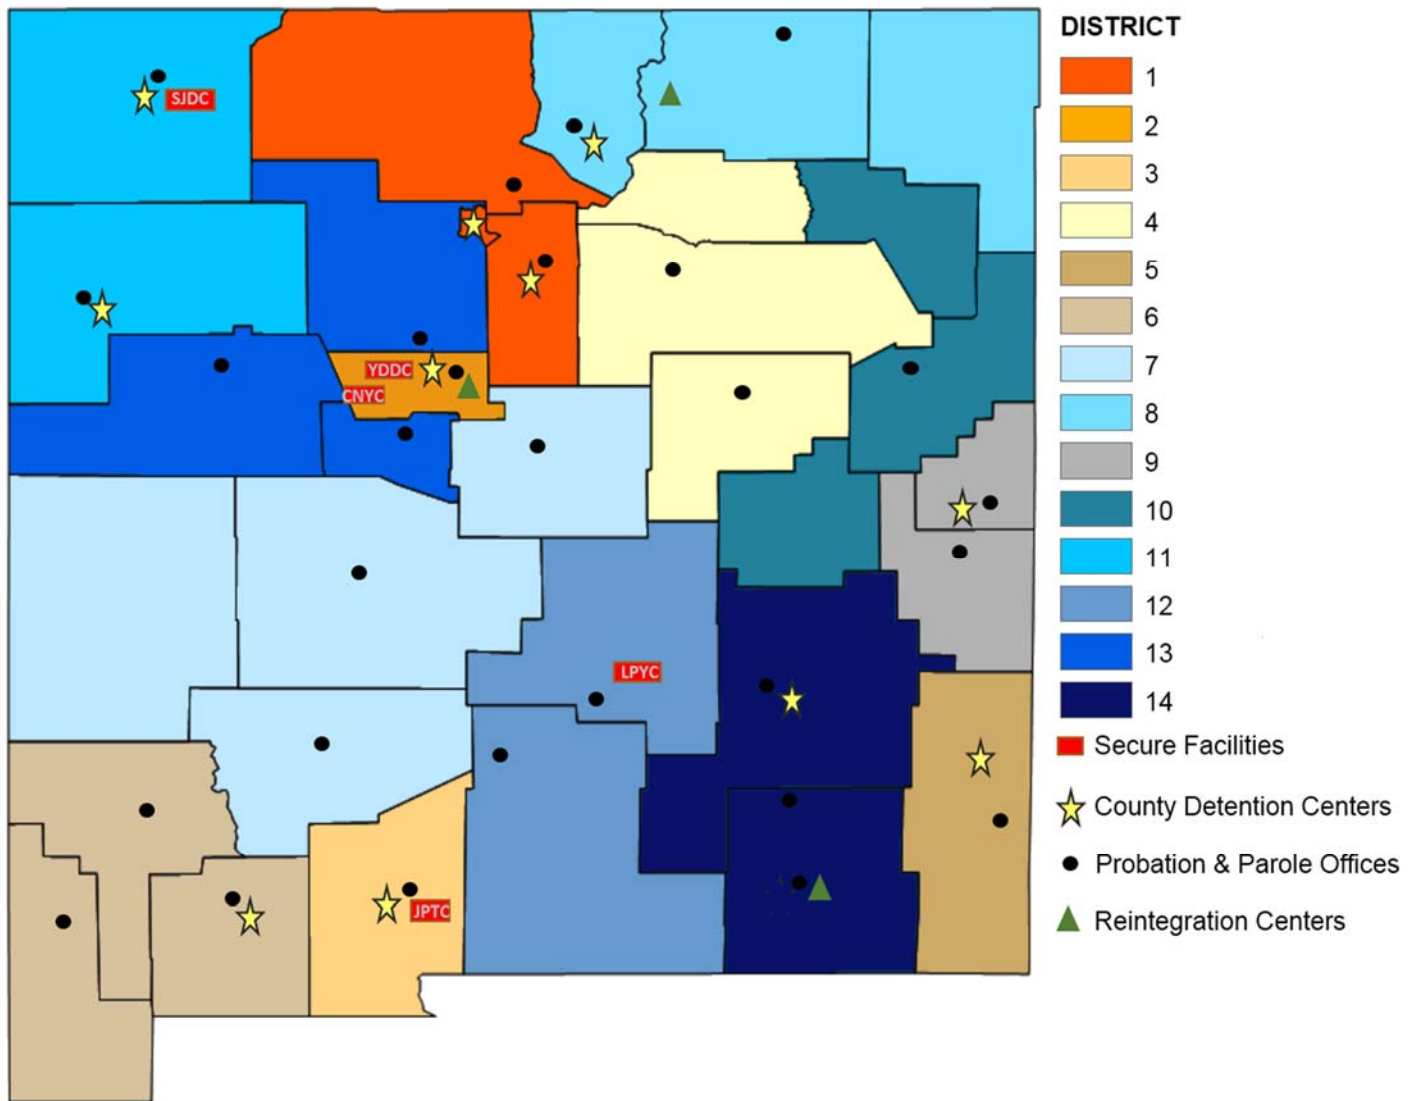 DISTRICT
1
2
3
4
5
6
7
8
9
10
11
12
13
14
Secure Facilities
County Detention Centers
Probation & Parole Offices
Reintegration Centers
SJDC
YDDC
CNYC
LPYC
JPTC